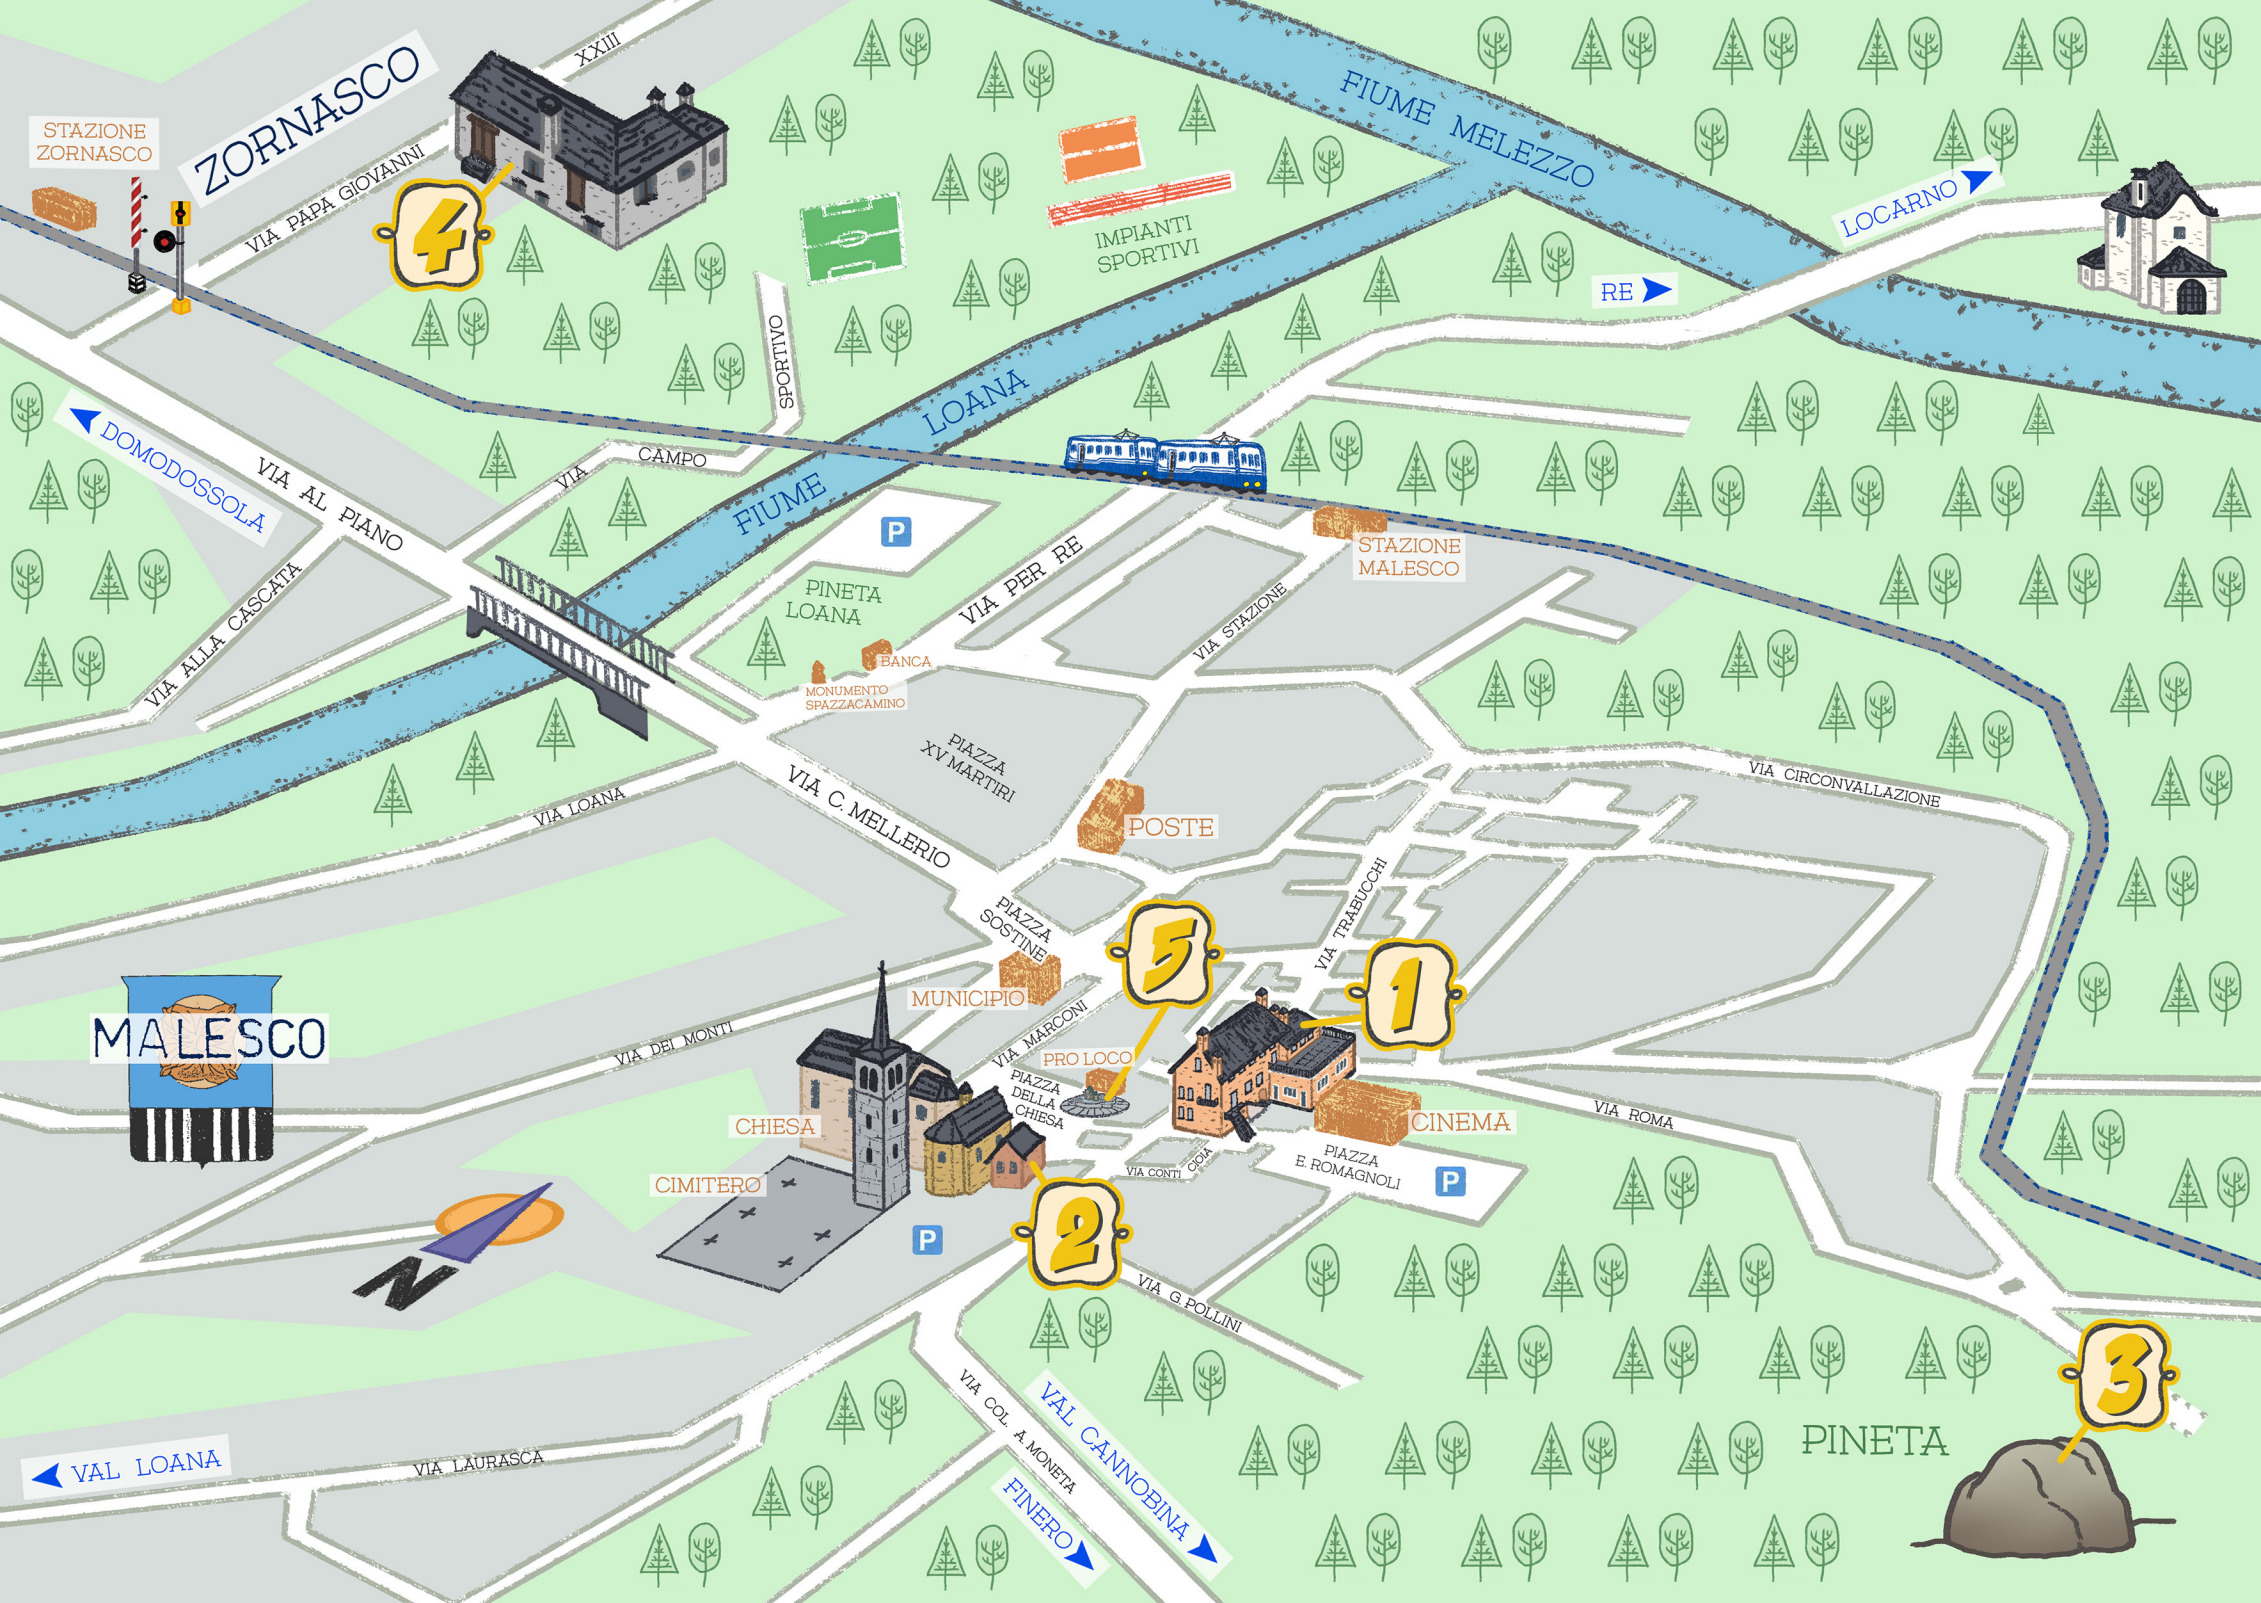 XXIII
ZORNASCO
STAZIONE
ZORNASCO
VIA PAPA GIOVANNI
4
FIUME MELEZZO
LOCARNO
RE
IMPIANTI
SPORTIVI
SPORTIVO
CAMPO
VIA
DOMODOSSOLA
VIA AL PIANO
FIUME LOANA
P
PINETA
LOANA
VIA PER RE
STAZIONE
MALESCO
VIA STAZIONE
VIA ALLA CASCATA
BANCA
MONUMENTO
SPAZZACAMINO
PIAZZA
XV MARTIRI
VIA CIRCONVALLAZIONE
VIA LOANA
VIA C. MELLERIO
POSTE
VIA TRABUCCHI
PIAZZA
SOSTINE
5
1
MUNICIPIO
MALESCO
VIA DEI MONTI
VIA MARCONI
PRO LOCO
PIAZZA
DELLA
CHIESA
CHIESA
CINEMA
VIA ROMA
PIAZZA
E. ROMAGNOLI
P
VIA CONTI CIOIA
CIMITERO
P
2
N
VIA G. POLLINI
3
VIA COL. A. MONETA
VAL CANNOBINA
FINERO
PINETA
VAL LOANA
VIA LAURASCA